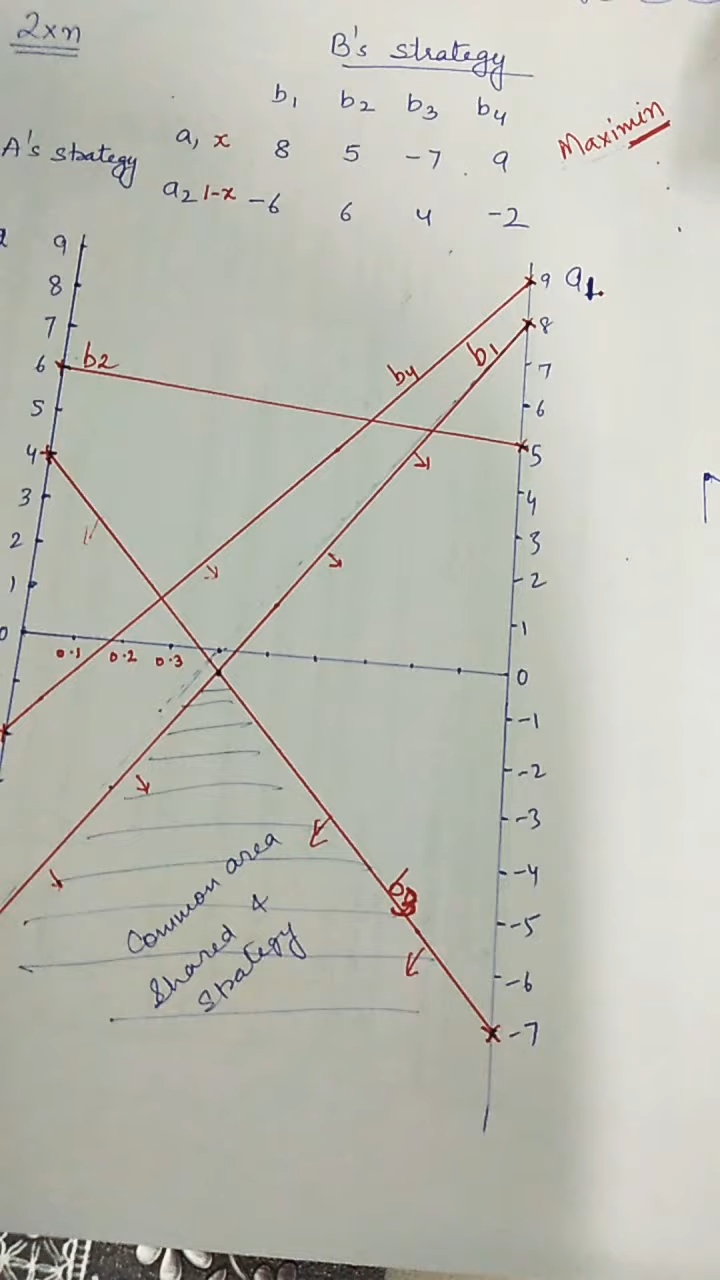 2xn
B's strategy
b1 b2 b3 b4
Maximin
A's strategy a1 x 8 5 -7 9
a2 1-x -6 6 4 -2
9
8
7
6 b2
5
4
3
2
1
0
0.1 0.2 0.3
9 a1.
8
b4 b1
7
6
5
4
3
2
1
0
-1
-2
-3
-4
b3
-5
-6
-7
Common area
&
Shared
strategy